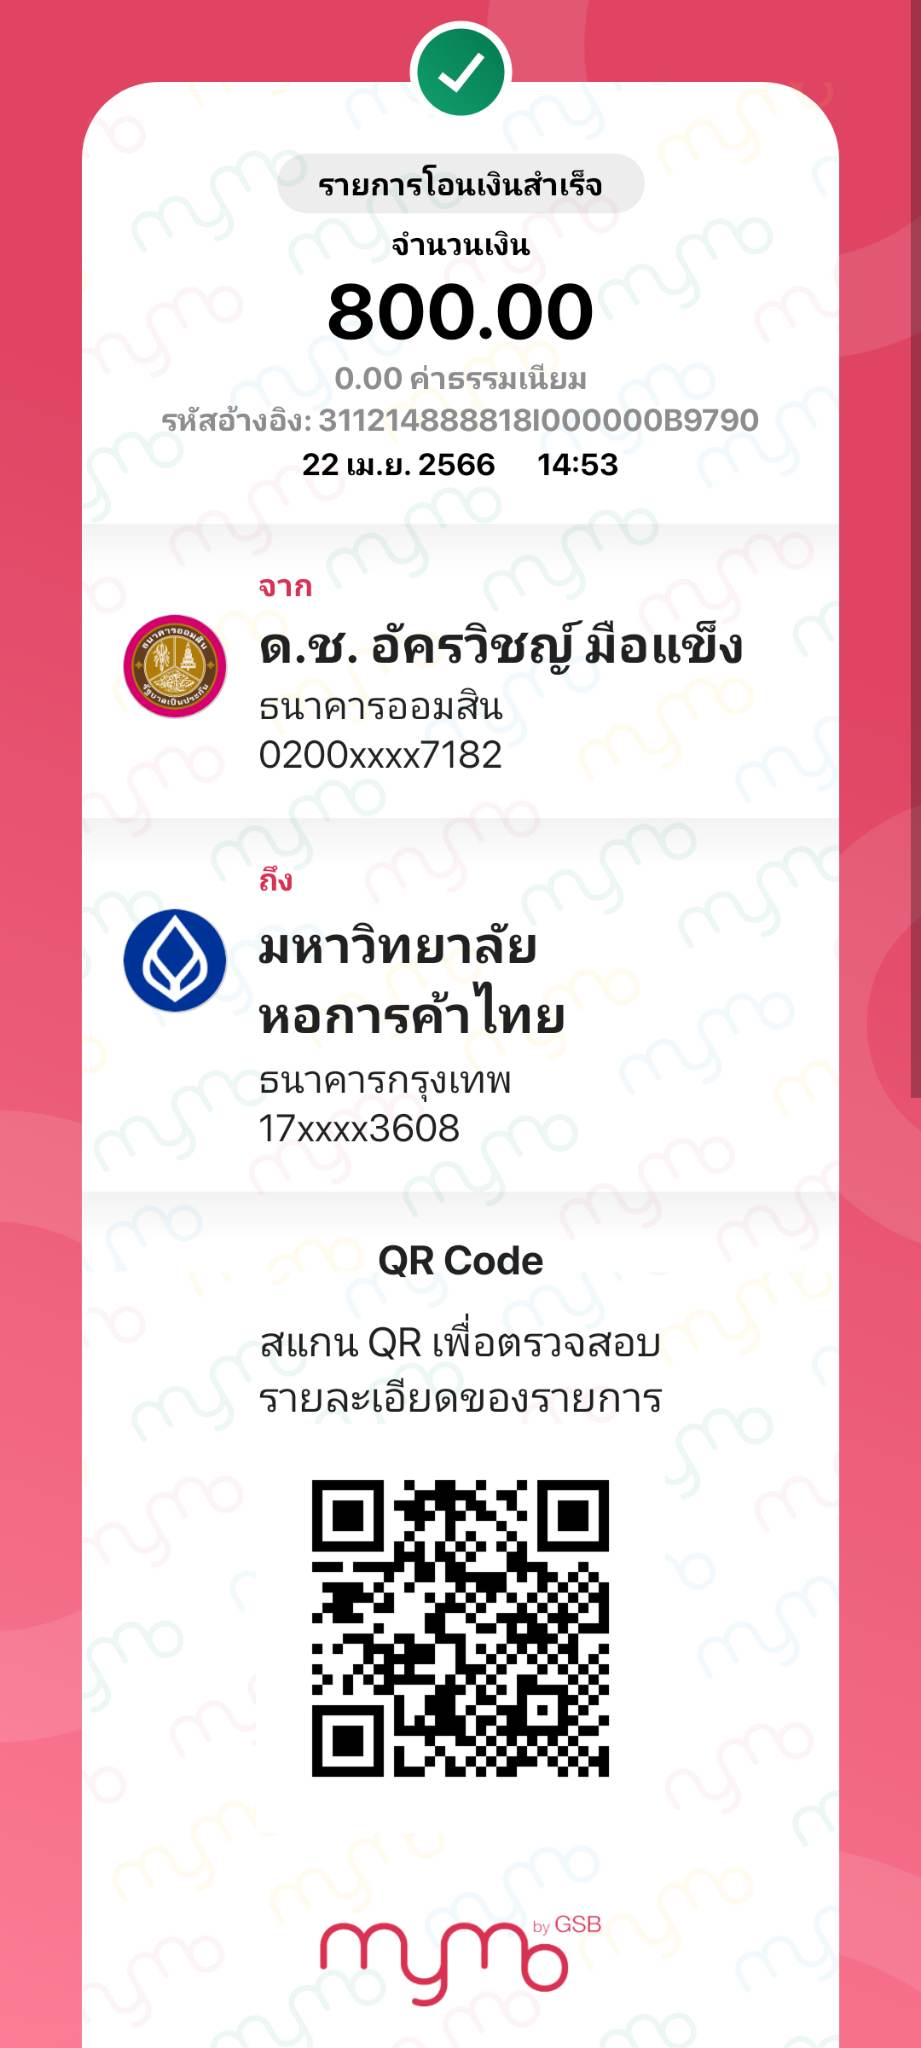 รายการโอนเงินสำเร็จ
จำนวนเงิน
800.00
0.00 ค่าธรรมเนียม
รหัสอ้างอิง: 311214888818I000000B9790
22 เม.ย. 2566 14:53
จาก
ด.ช. อัครวิชญ์ มือแข็ง
ธนาคารออมสิน
0200xxxx7182
ถึง
มหาวิทยาลัย
หอการค้าไทย
ธนาคารกรุงเทพ
17xxxx3608
QR Code
สแกน QR เพื่อตรวจสอบ
รายละเอียดของรายการ
mymo by GSB